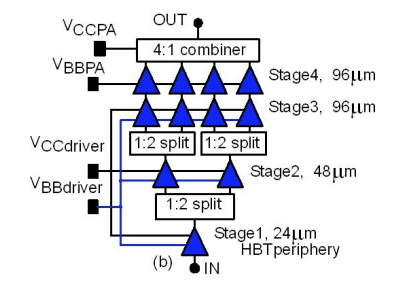 OUT
VCCPA
4:1 combiner
VBBPA
Stage4, 96μm
Stage3, 96μm
1:2 split 1:2 split
VCCdriver
Stage2, 48μm
VBBdriver
1:2 split
Stage1, 24μm
HBTperiphery
(b)
IN